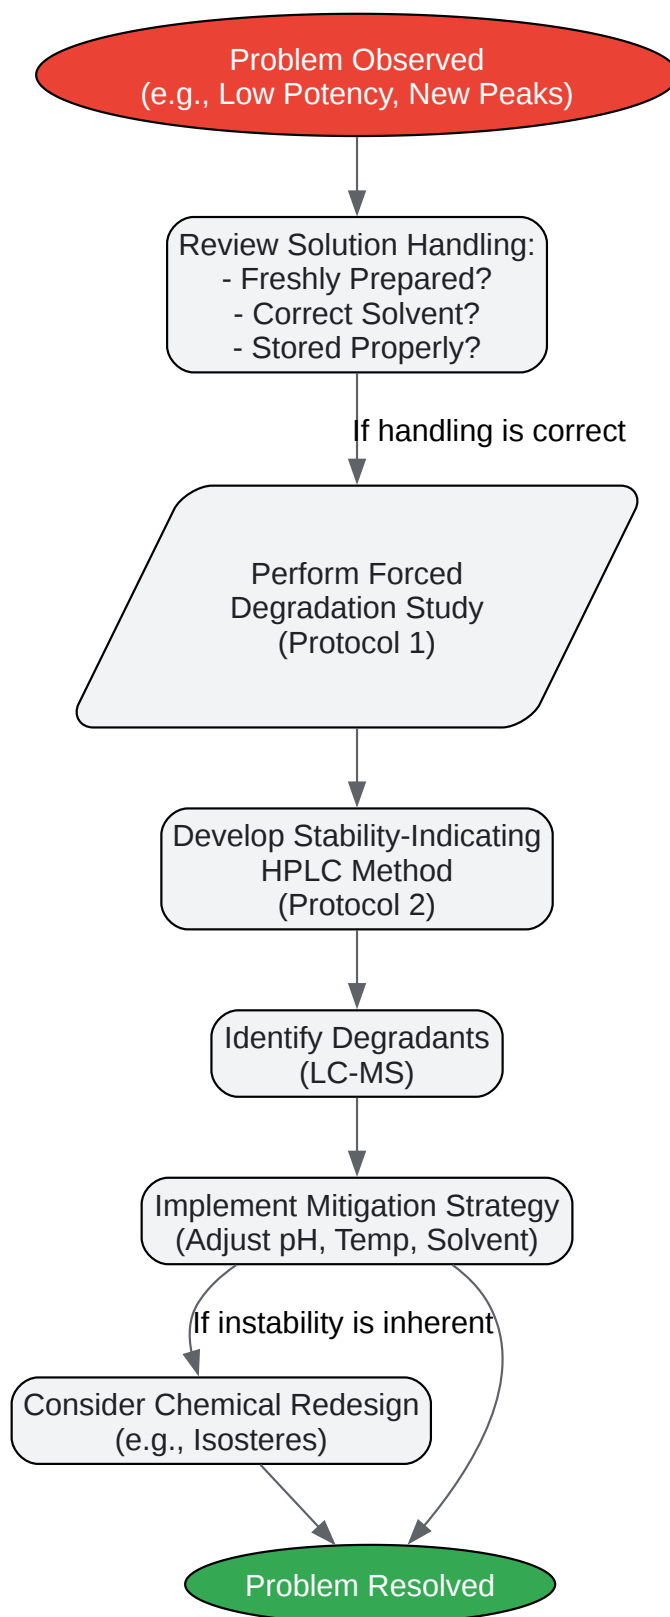 Problem Observed
(e.g., Low Potency, New Peaks)
Review Solution Handling:
- Freshly Prepared?
- Correct Solvent?
- Stored Properly?
If handling is correct
Perform Forced
Degradation Study
(Protocol 1)
Develop Stability-Indicating
HPLC Method
(Protocol 2)
Identify Degradants
(LC-MS)
Implement Mitigation Strategy
(Adjust pH, Temp, Solvent)
If instability is inherent
Consider Chemical Redesign
(e.g., Isosteres)
Problem Resolved